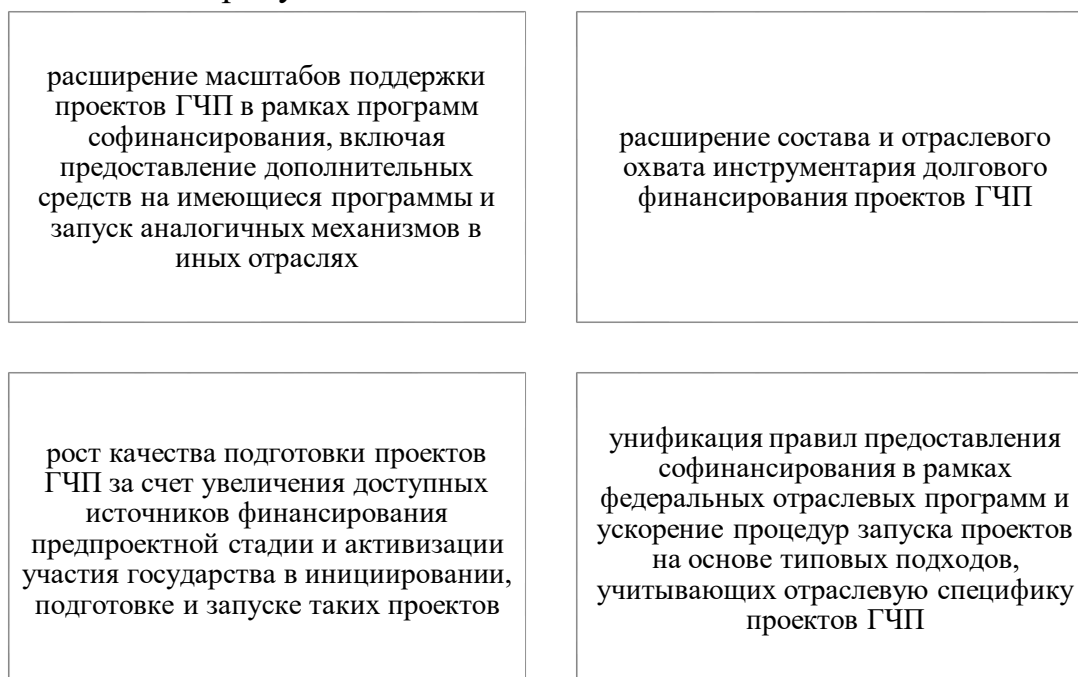 расширение масштабов поддержки
проектов ГЧП в рамках программ
софинансирования, включая
предоставление дополнительных
средств на имеющиеся программы и
запуск аналогичных механизмов в
иных отраслях
расширение состава и отраслевого
охвата инструментария долгового
финансирования проектов ГЧП
рост качества подготовки проектов
ГЧП за счет увеличения доступных
источников финансирования
предпроектной стадии и активизации
участия государства в инициировании,
подготовке и запуске таких проектов
унификация правил предоставления
софинансирования в рамках
федеральных отраслевых программ и
ускорение процедур запуска проектов
на основе типовых подходов,
учитывающих отраслевую специфику
проектов ГЧП